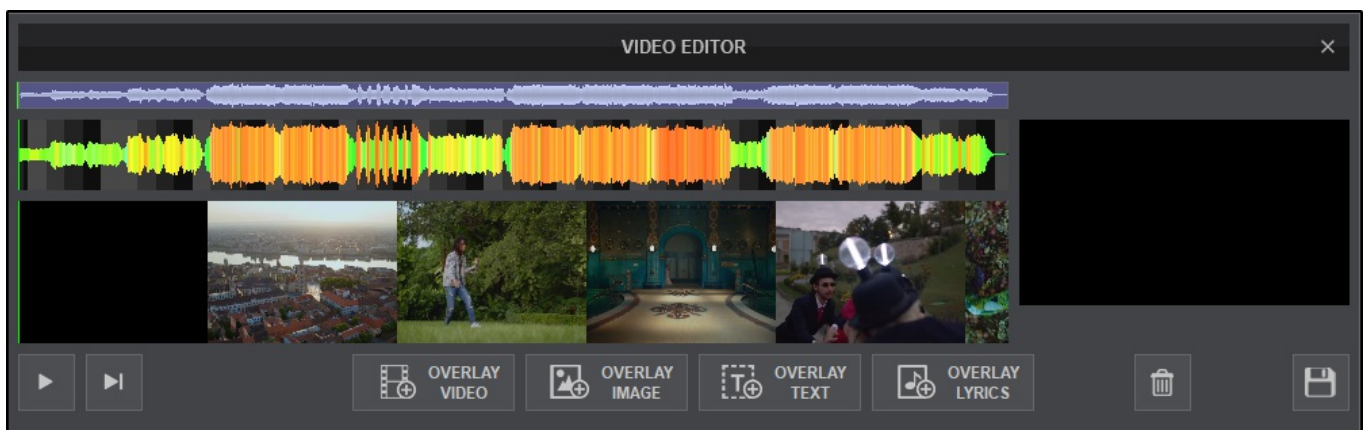 VIDEO EDITOR
OVERLAY
VIDEO
OVERLAY
IMAGE
OVERLAY
TEXT
OVERLAY
LYRICS